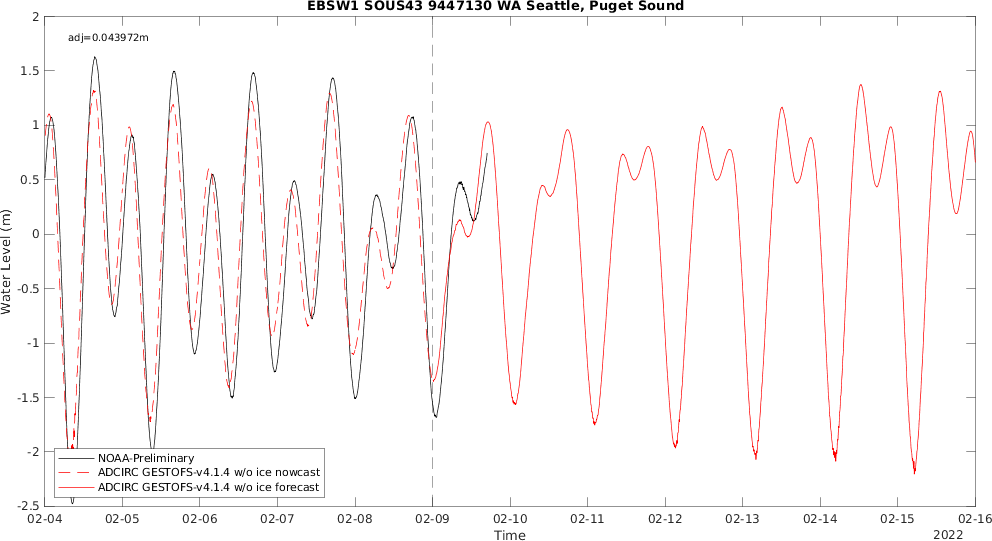 EBSW1 SOUS43 9447130 WA Seattle, Puget Sound
adj=0.043972m
2
1.5
1
0.5
0
-0.5
-1
-1.5
-2
-2.5
Water Level (m)
NOAA-Preliminary
ADCIRC GESTOFS-v4.1.4 w/o ice nowcast
ADCIRC GESTOFS-v4.1.4 w/o ice forecast
02-04 02-05 02-06 02-07 02-08 02-09 02-10 02-11 02-12 02-13 02-14 02-15 02-16
Time
2022